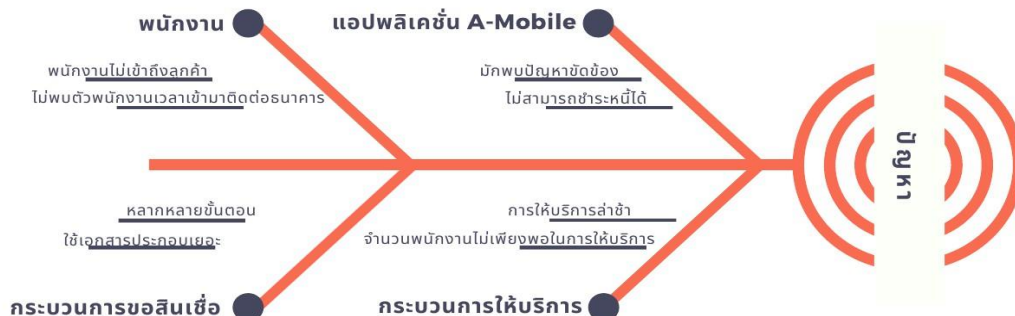 พนักงาน
แอปพลิเคชั่น A-Mobile
พนักงานไม่เข้าถึงลูกค้า
ไม่พบตัวพนักงานเวลาเข้ามาติดต่อธนาคาร
มักพบปัญหาขัดข้อง
ไม่สามารถชำระหนี้ได้
ปัญหา
หลากหลายขั้นตอน
ใช้เอกสารประกอบเยอะ
การให้บริการล่าช้า
จำนวนพนักงานไม่เพียงพอในการให้บริการ
กระบวนการขอสินเชื่อ
กระบวนการให้บริการ